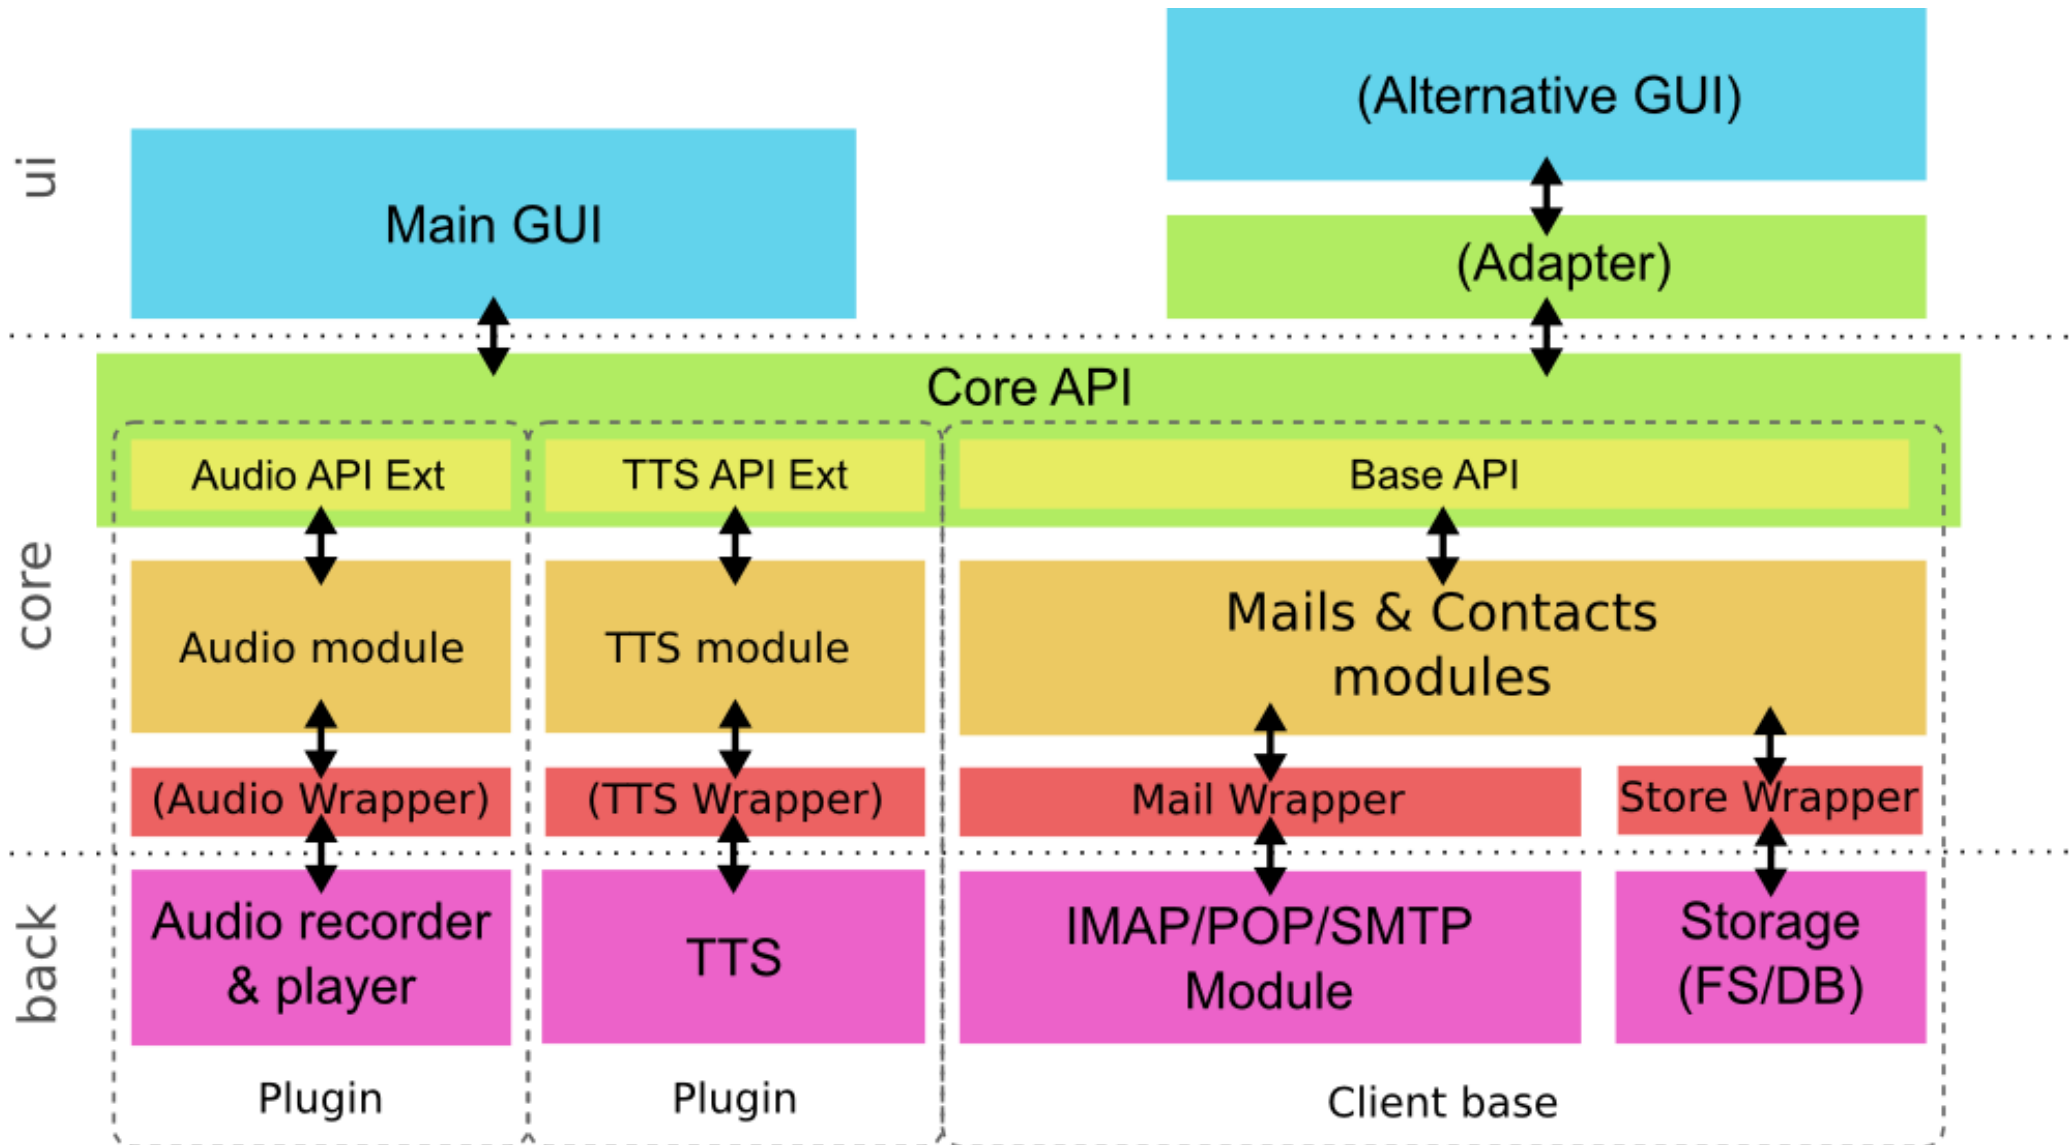 (Alternative GUI)
ui
Main GUI
(Adapter)
Core API
Audio API Ext
TTS API Ext
Base API
core
Audio module
TTS module
Mails & Contacts
modules
(Audio Wrapper)
(TTS Wrapper)
Mail Wrapper
Store Wrapper
back
Audio recorder
& player
TTS
IMAP/POP/SMTP
Module
Storage
(FS/DB)
Plugin
Plugin
Client base